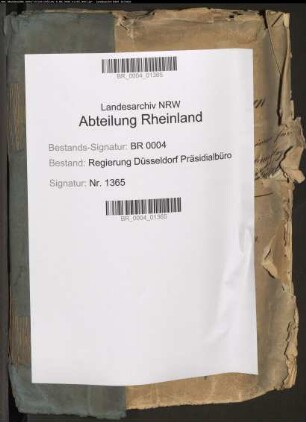 BR_0004_01365
Landesarchiv NRW
Abteilung Rheinland
Bestands-Signatur: BR 0004
Bestand: Regierung Düsseldorf Präsidialbüro
Signatur: Nr. 1365
BR_0004_01365